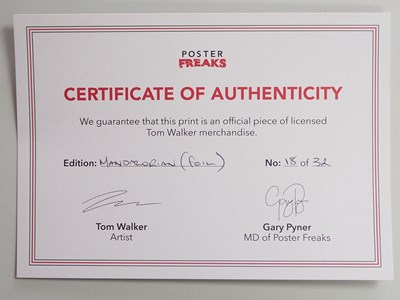 POSTER
FREAKS
CERTIFICATE OF AUTHENTICITY
We guarantee that this print is an official piece of licensed
Tom Walker merchandise.
Edition: MANDALORIAN (FOIL) No: 18 of 32
Tom Walker Gary Pyner
Artist MD of Poster Freaks